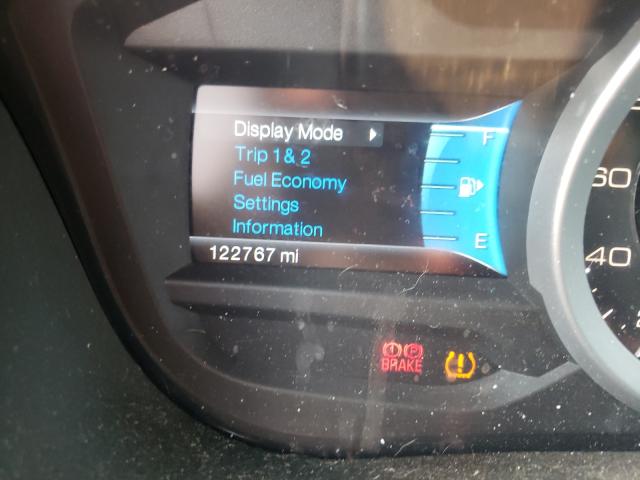 Display Mode
Trip 1 & 2
Fuel Economy
Settings
Information
122767 mi
F
E
60
40
P
BRAKE